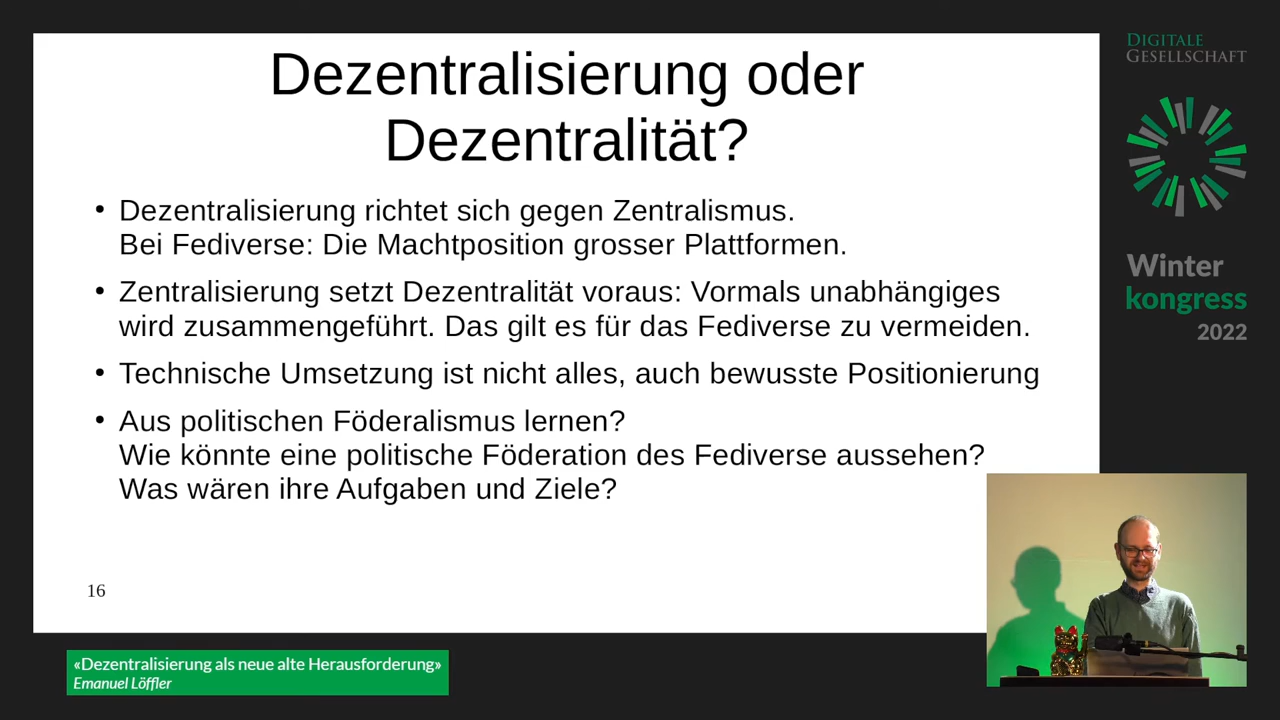 Dezentralisierung oder
Dezentralität?
• Dezentralisierung richtet sich gegen Zentralismus.
Bei Fediverse: Die Machtposition grosser Plattformen.
• Zentralisierung setzt Dezentralität voraus: Vormals unabhängiges
wird zusammengeführt. Das gilt es für das Fediverse zu vermeiden.
• Technische Umsetzung ist nicht alles, auch bewusste Positionierung
• Aus politischen Föderalismus lernen?
Wie könnte eine politische Föderation des Fediverse aussehen?
Was wären ihre Aufgaben und Ziele?
16
DIGITALE
GESELLSCHAFT
Winter
kongress
2022
«Dezentralisierung als neue alte Herausforderung»
Emanuel Löffler